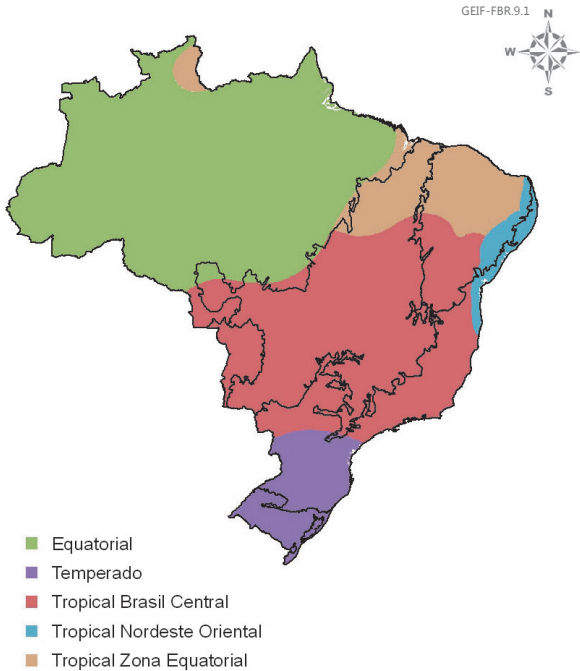 GEIF-FBR.9.1
N
W
E
S
Equatorial
Temperado
Tropical Brasil Central
Tropical Nordeste Oriental
Tropical Zona Equatorial